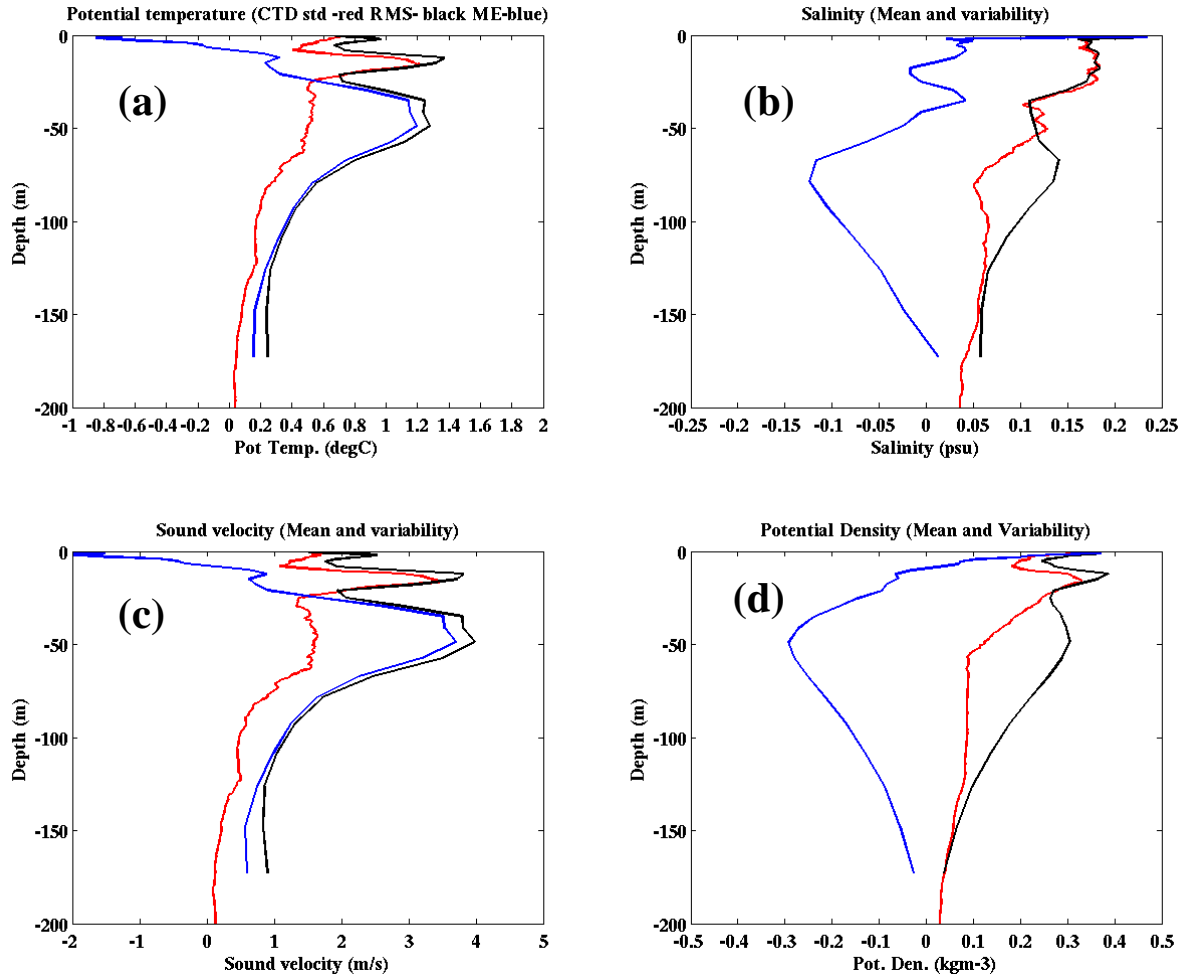 Potential temperature (CTD std -red RMS- black ME-blue)
(a)
0
-50
-100
-150
-200
Depth (m)
-1 -0.8 -0.6 -0.4 -0.2 0 0.2 0.4 0.6 0.8 1 1.2 1.4 1.6 1.8 2
Pot Temp. (degC)
Salinity (Mean and variability)
(b)
0
-50
-100
-150
-200
Depth (m)
-0.25 -0.2 -0.15 -0.1 -0.05 0 0.05 0.1 0.15 0.2 0.25
Salinity (psu)
Sound velocity (Mean and variability)
(c)
0
-50
-100
-150
-200
Depth (m)
-2 -1 0 1 2 3 4 5
Sound velocity (m/s)
Potential Density (Mean and Variability)
(d)
0
-50
-100
-150
-200
Depth (m)
-0.5 -0.4 -0.3 -0.2 -0.1 0 0.1 0.2 0.3 0.4 0.5
Pot. Den. (kgm-3)